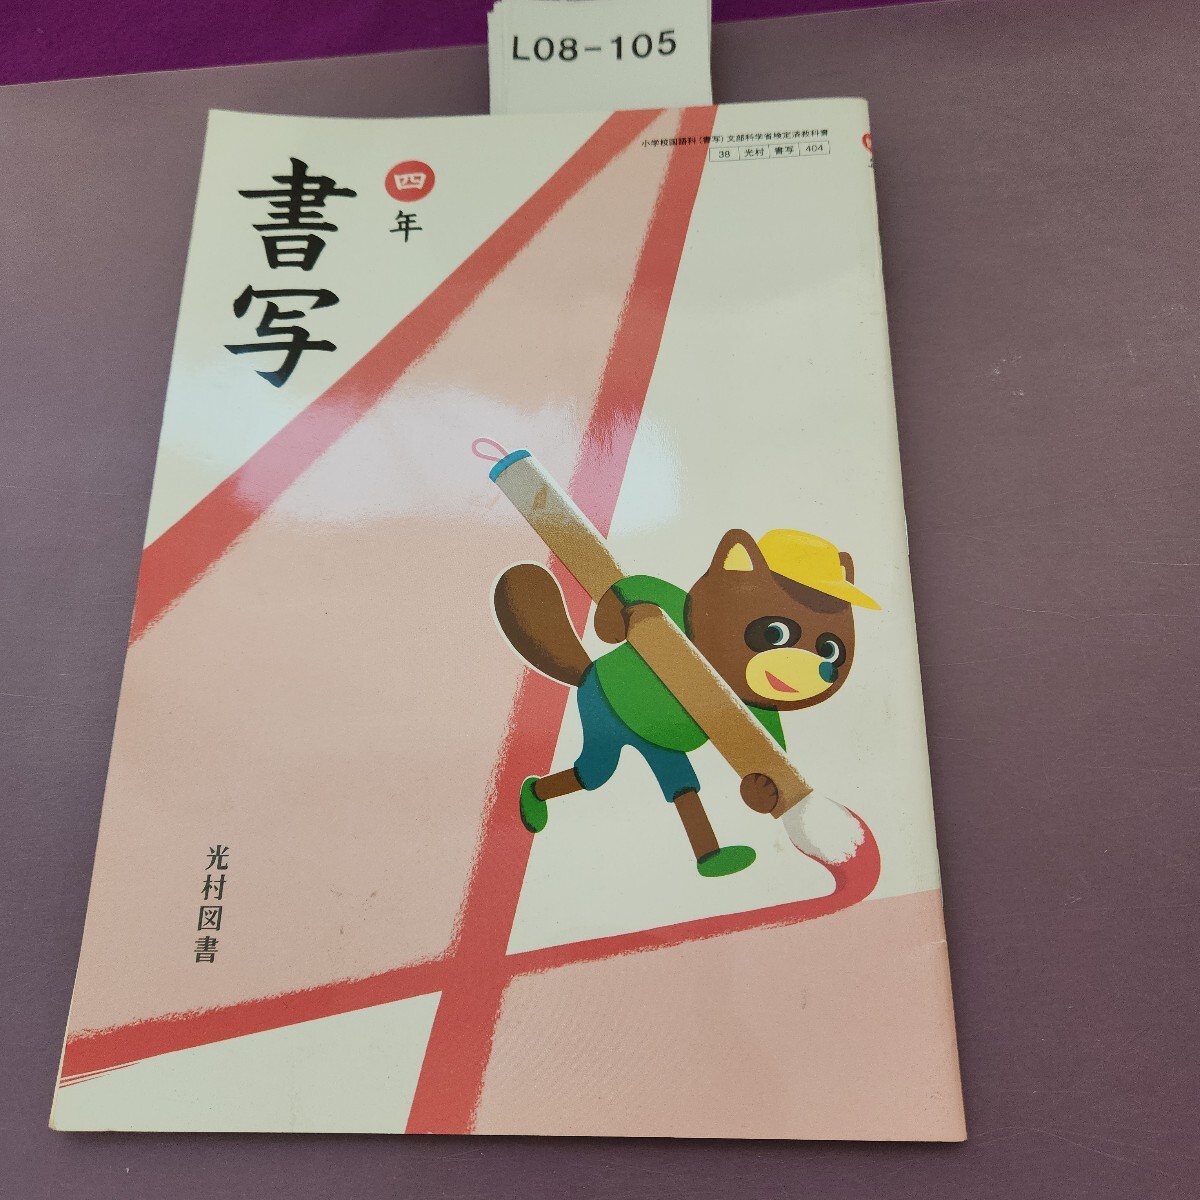 L08-105
小学校国語科(書写)文部科学省検定済教科書
38 光村 書写 404
四年
書写
光村図書